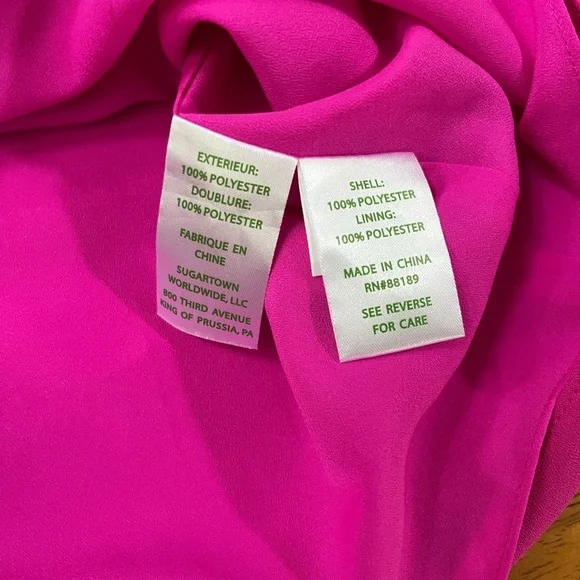 EXTERIEUR:
100% POLYESTER
DOUBLURE:
100% POLYESTER
FABRIQUE EN
CHINE
SUGARTOWN
WORLDWIDE, LLC
800 THIRD AVENUE
KING OF PRUSSIA, PA
SHELL:
100% POLYESTER
LINING:
100% POLYESTER
MADE IN CHINA
RN#88189
SEE REVERSE
FOR CARE